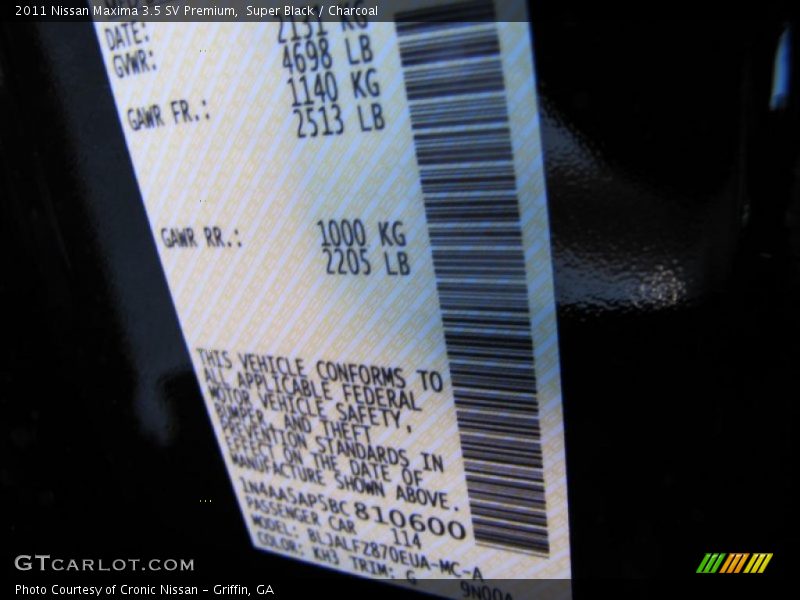 2011 Nissan Maxima 3.5 SV Premium, Super Black / Charcoal
DATE: 2131 KG
GVWR: 4698 LB
1140 KG
GAWR FR.: 2513 LB
GAWR RR.: 1000 KG
2205 LB
THIS VEHICLE CONFORMS TO
ALL APPLICABLE FEDERAL
MOTOR VEHICLE SAFETY,
BUMPER, AND THEFT
PREVENTION STANDARDS IN
EFFECT ON THE DATE OF
MANUFACTURE SHOWN ABOVE.
1N4AA5AP5BC810600
PASSENGER CAR 114
MODEL: BLJALFZ870EUA-MC-A
COLOR: KH3 TRIM: G
GTCARLOT.COM
Photo Courtesy of Cronic Nissan – Griffin, GA